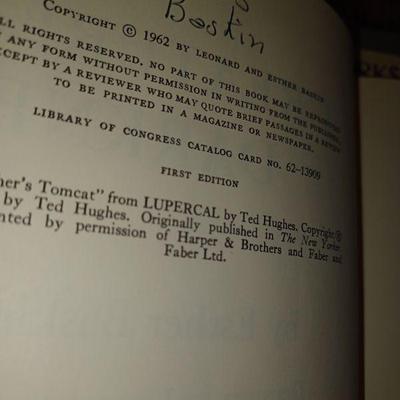 Boskin
COPYRIGHT © 1962 BY LEONARD AND ESTHER BASKIN
ALL RIGHTS RESERVED. NO PART OF THIS BOOK MAY BE REPRODUCED
ANY FORM WITHOUT PERMISSION IN WRITING FROM THE PUBLISHER,
EXCEPT BY A REVIEWER WHO MAY QUOTE BRIEF PASSAGES IN A REVIEW
TO BE PRINTED IN A MAGAZINE OR NEWSPAPER.
LIBRARY OF CONGRESS CATALOG CARD NO. 62-13909
FIRST EDITION
her's Tomcat" from LUPERCAL by Ted Hughes. Copyright ©
by Ted Hughes. Originally published in The New Yorker
nted by permission of Harper & Brothers and Faber and
Faber Ltd.